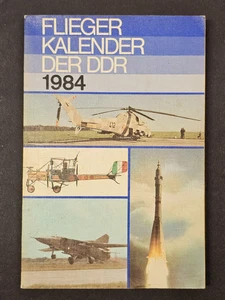 FLIEGER
KALENDER
DER DDR
1984